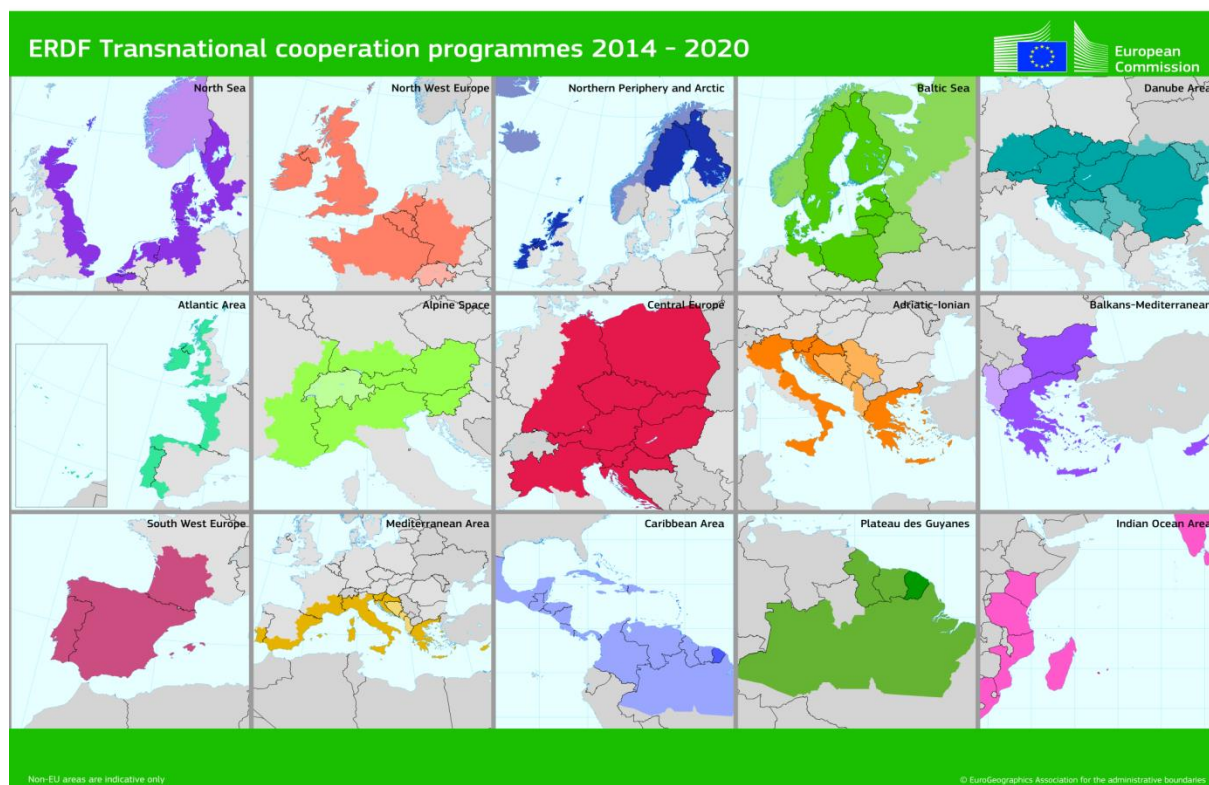 ERDF Transnational cooperation programmes 2014 - 2020
European
Commission
North Sea
North West Europe
Northern Periphery and Arctic
Baltic Sea
Danube Area
Atlantic Area
Alpine Space
Central Europe
Adriatic-Ionian
Balkans-Mediterranean
South West Europe
Mediterranean Area
Caribbean Area
Plateau des Guyanes
Indian Ocean Area
Non-EU areas are indicative only
© EuroGeographics Association for the administrative boundaries